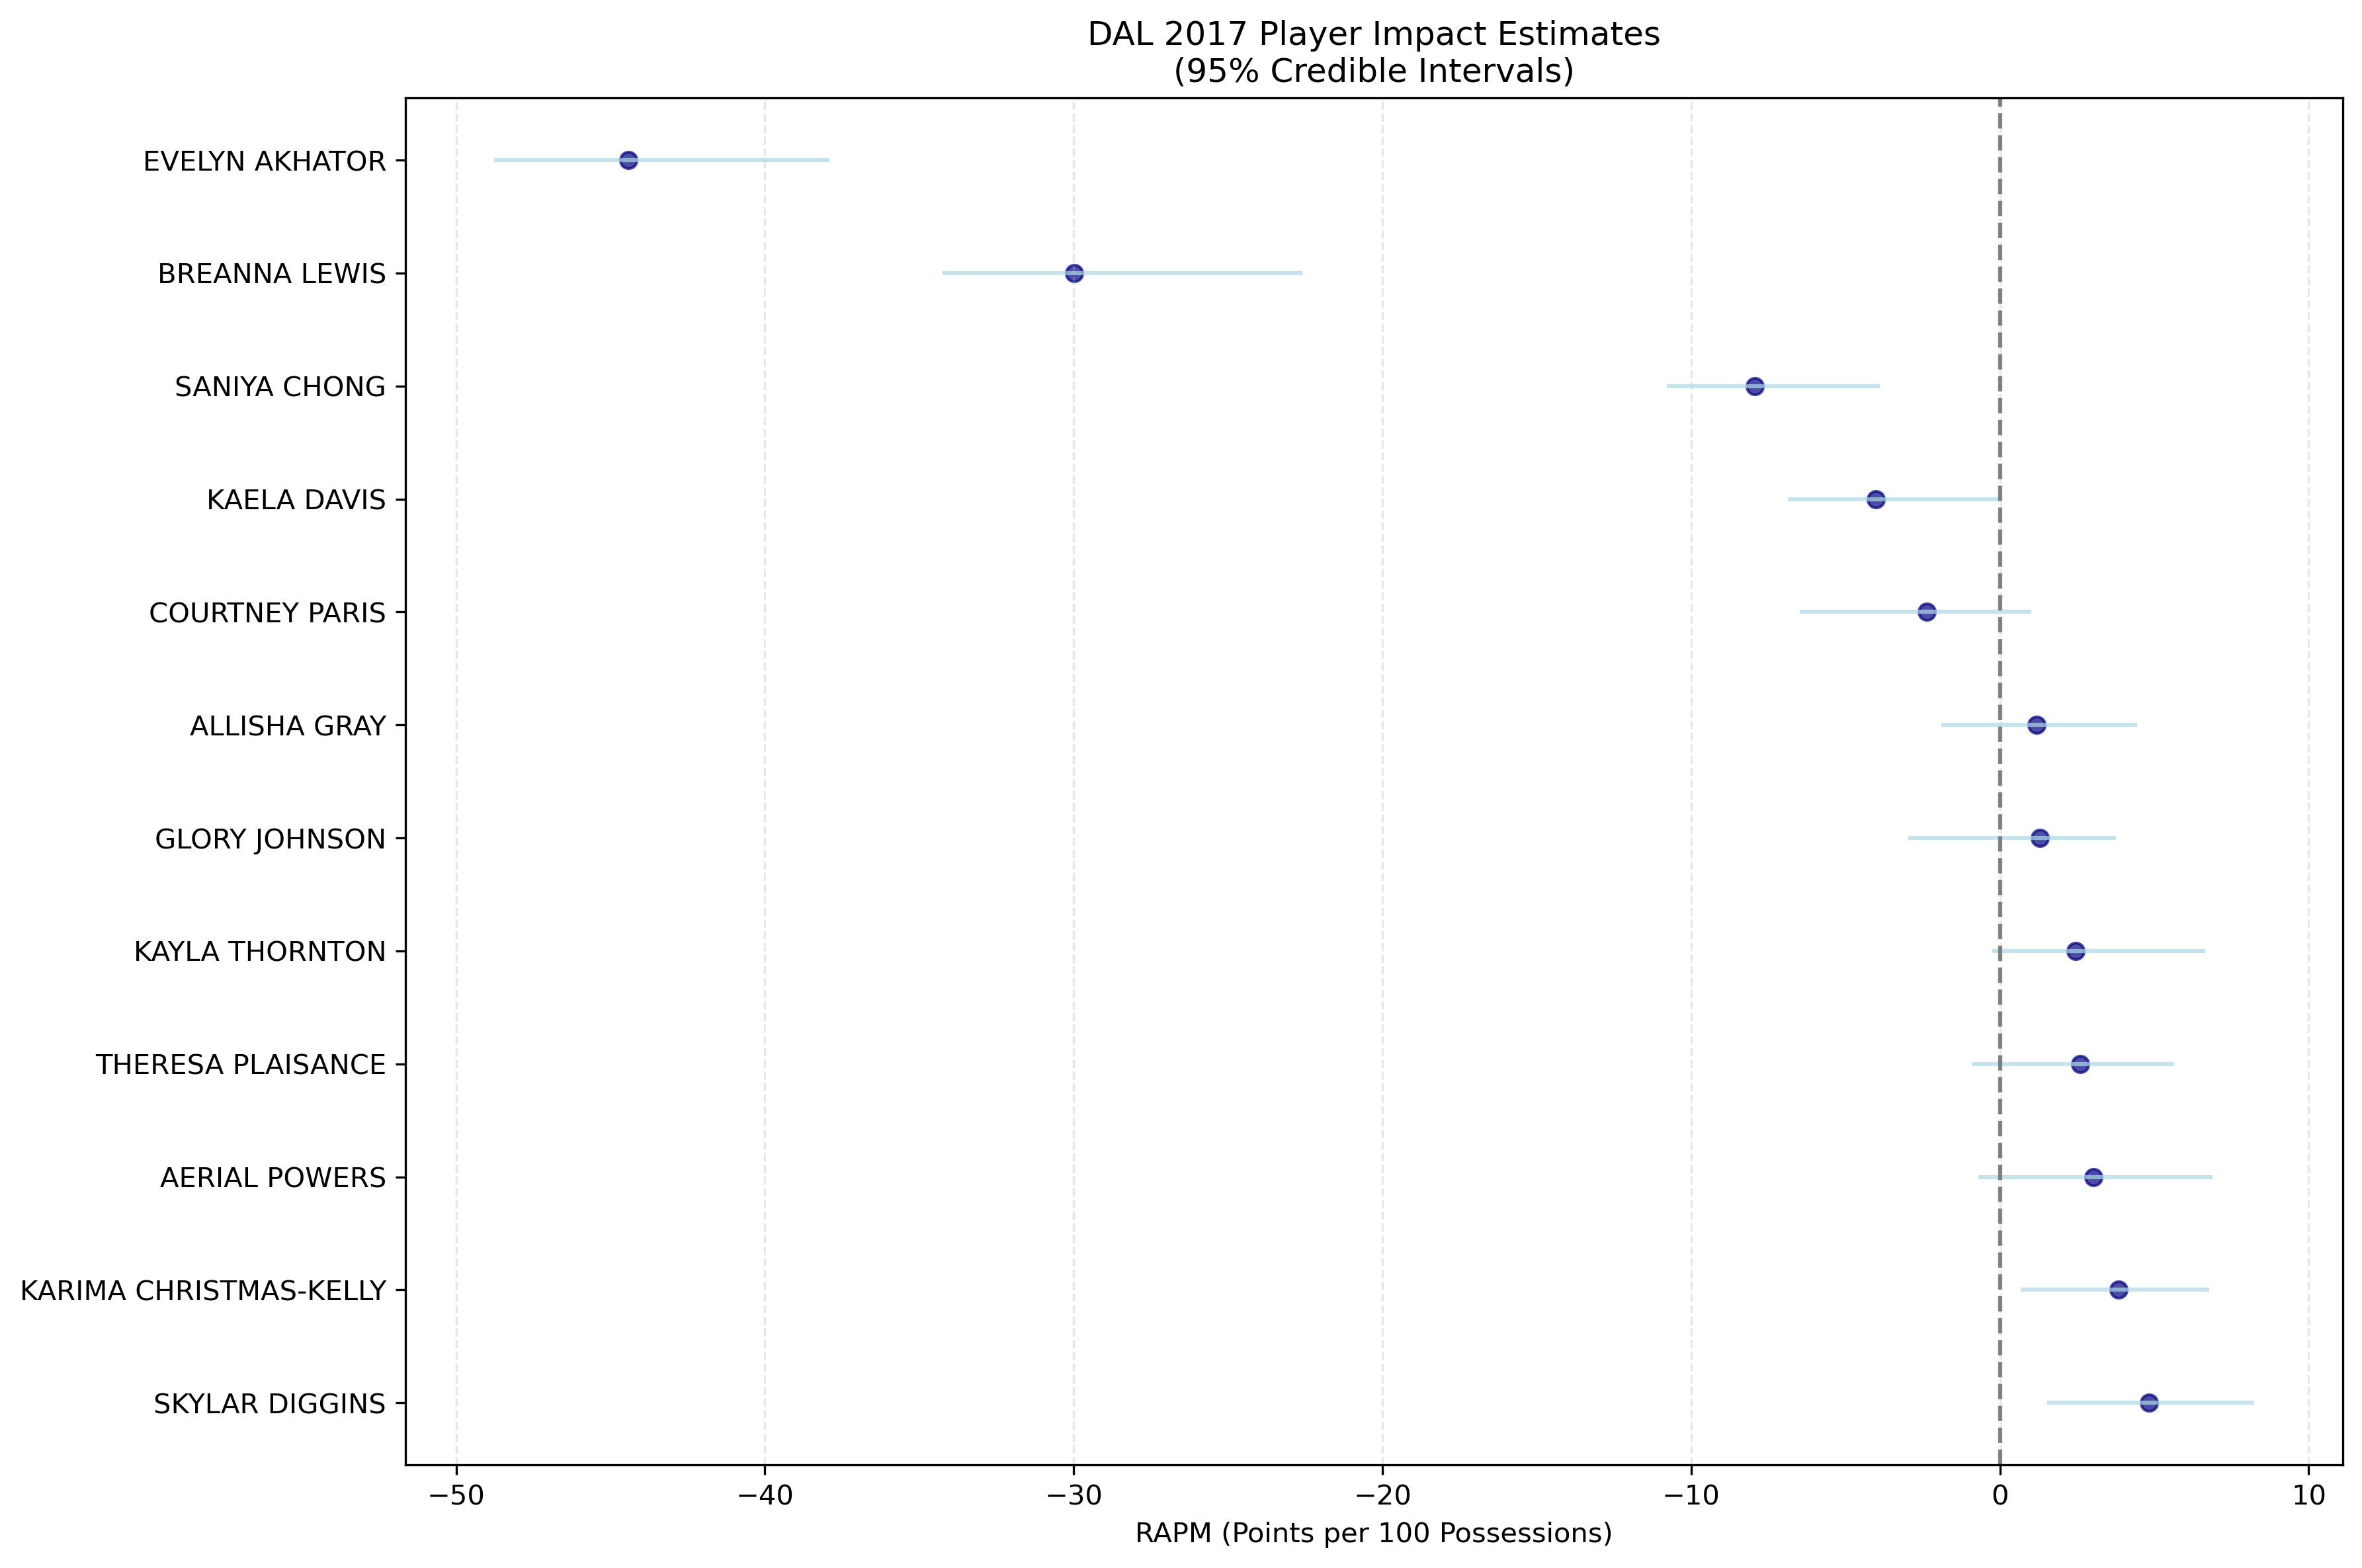 DAL 2017 Player Impact Estimates
(95% Credible Intervals)
EVELYN AKHATOR
BREANNA LEWIS
SANIYA CHONG
KAELA DAVIS
COURTNEY PARIS
ALLISHA GRAY
GLORY JOHNSON
KAYLA THORNTON
THERESA PLAISANCE
AERIAL POWERS
KARIMA CHRISTMAS-KELLY
SKYLAR DIGGINS
−50 −40 −30 −20 −10 0 10
RAPM (Points per 100 Possessions)